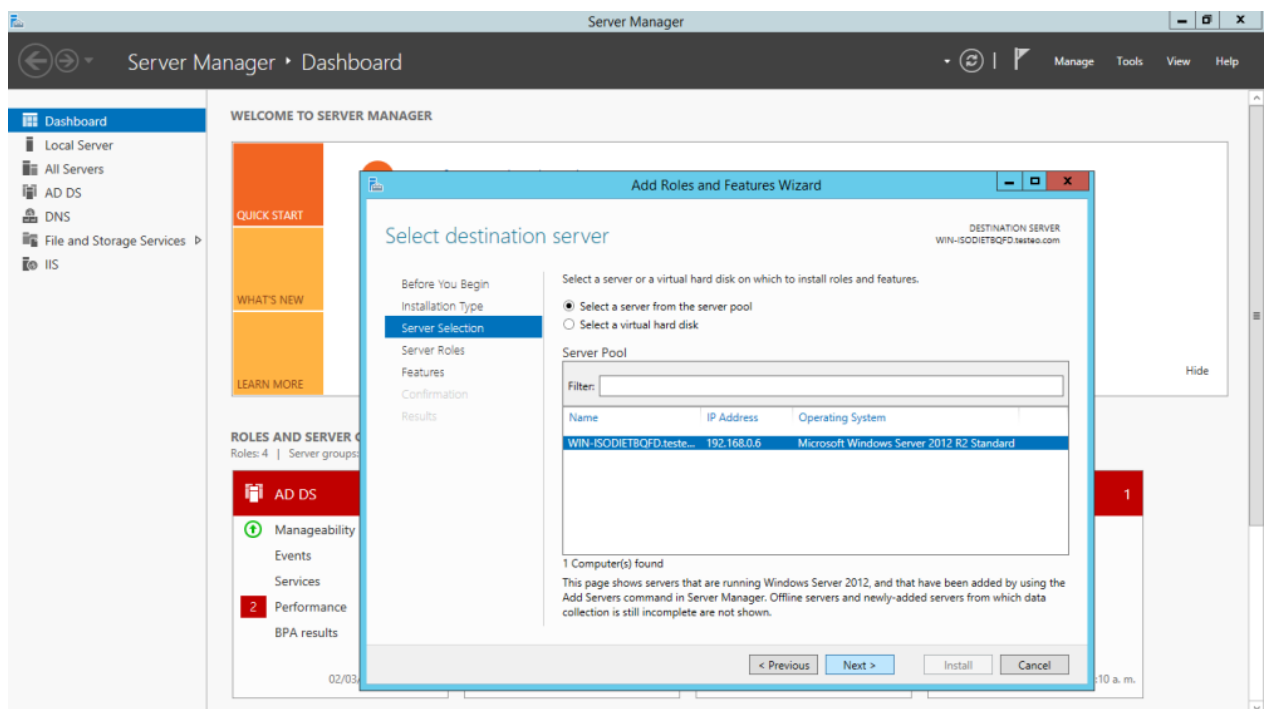 Server Manager
Server Manager • Dashboard
Manage Tools View Help
Dashboard
Local Server
All Servers
AD DS
DNS
File and Storage Services
IIS
WELCOME TO SERVER MANAGER
QUICK START
WHAT'S NEW
LEARN MORE
Hide
ROLES AND SERVER
Roles: 4 | Server groups:
AD DS
Manageability
Events
Services
2 Performance
BPA results
02/03/
1
:10 a. m.
Add Roles and Features Wizard
Select destination server
DESTINATION SERVER
WIN-ISODIETBQFD.testeo.com
Before You Begin
Installation Type
Server Selection
Server Roles
Features
Confirmation
Results
Select a server or a virtual hard disk on which to install roles and features.
Select a server from the server pool
Select a virtual hard disk
Server Pool
Filter:
Name IP Address Operating System
WIN-ISODIETBQFD.teste... 192.168.0.6 Microsoft Windows Server 2012 R2 Standard
1 Computer(s) found
This page shows servers that are running Windows Server 2012, and that have been added by using the
Add Servers command in Server Manager. Offline servers and newly-added servers from which data
collection is still incomplete are not shown.
< Previous Next > Install Cancel